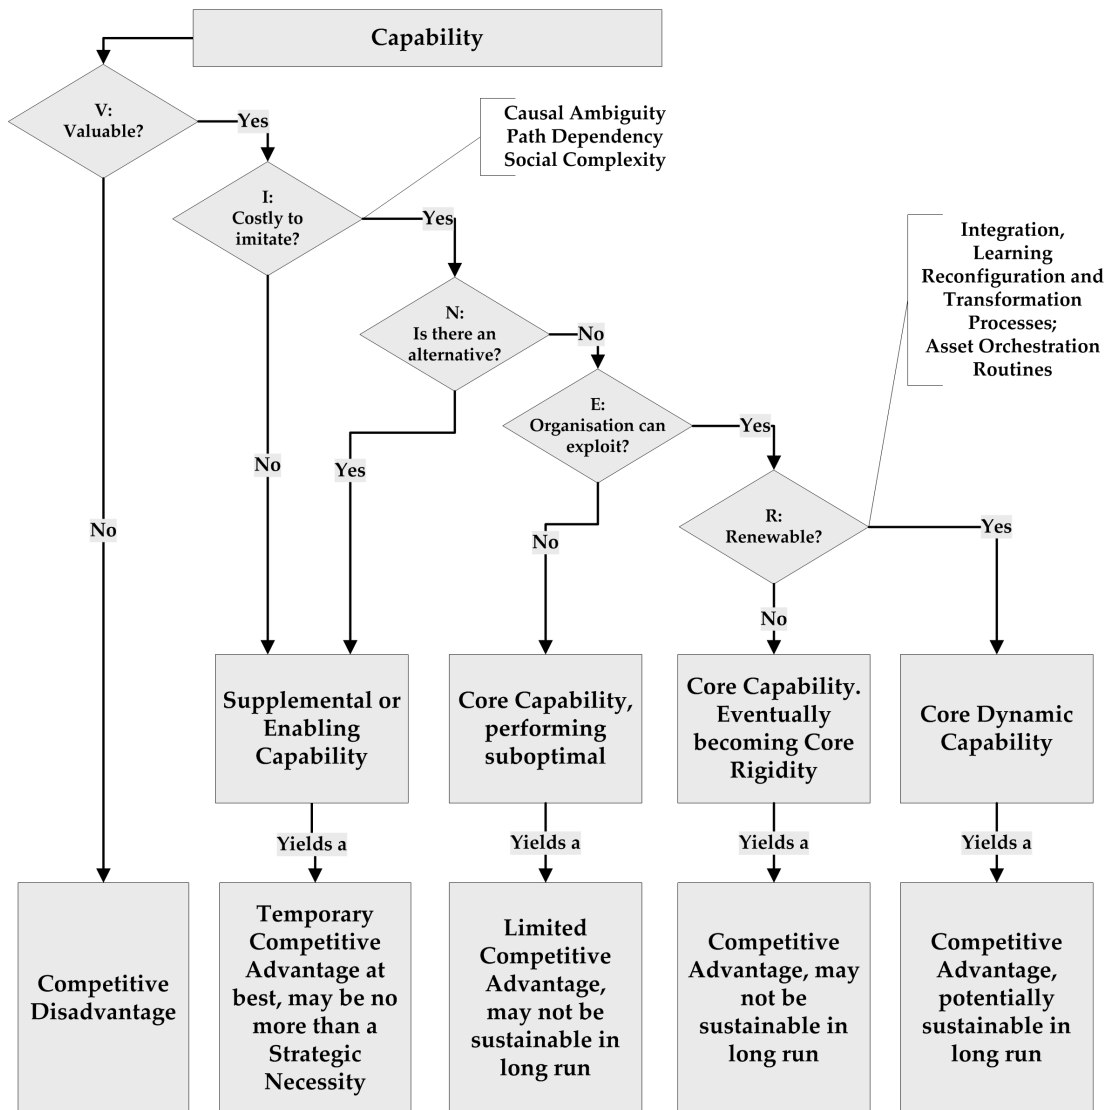 Capability
V:
Valuable?
Yes
Causal Ambiguity
Path Dependency
Social Complexity
I:
Costly to
imitate?
Yes
Integration,
Learning
Reconfiguration and
Transformation
Processes;
Asset Orchestration
Routines
N:
Is there an
alternative?
No
E:
Organisation can
exploit?
Yes
No
Yes
No
No
R:
Renewable?
Yes
No
Supplemental or
Enabling
Capability
Core Capability,
performing
suboptimal
Core Capability.
Eventually
becoming Core
Rigidity
Core Dynamic
Capability
Yields a
Yields a
Yields a
Yields a
Competitive
Disadvantage
Temporary
Competitive
Advantage at
best, may be no
more than a
Strategic
Necessity
Limited
Competitive
Advantage,
may not be
sustainable in
long run
Competitive
Advantage, may
not be
sustainable in
long run
Competitive
Advantage,
potentially
sustainable in
long run